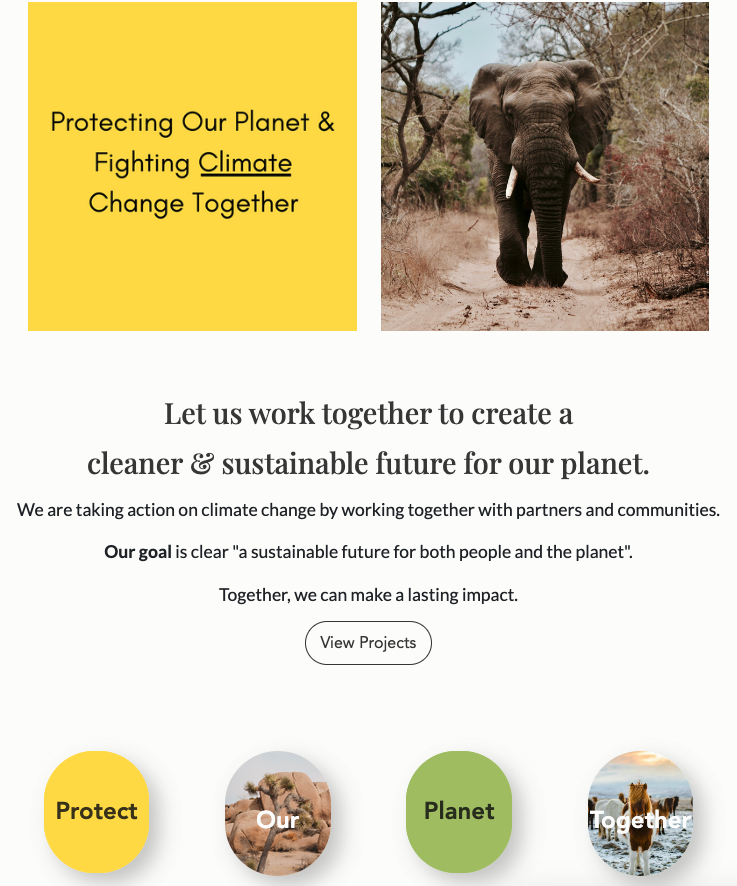 Protecting Our Planet &
Fighting Climate
Change Together
Let us work together to create a
cleaner & sustainable future for our planet.
We are taking action on climate change by working together with partners and communities.
Our goal is clear "a sustainable future for both people and the planet".
Together, we can make a lasting impact.
View Projects
Protect
Our
Planet
Together